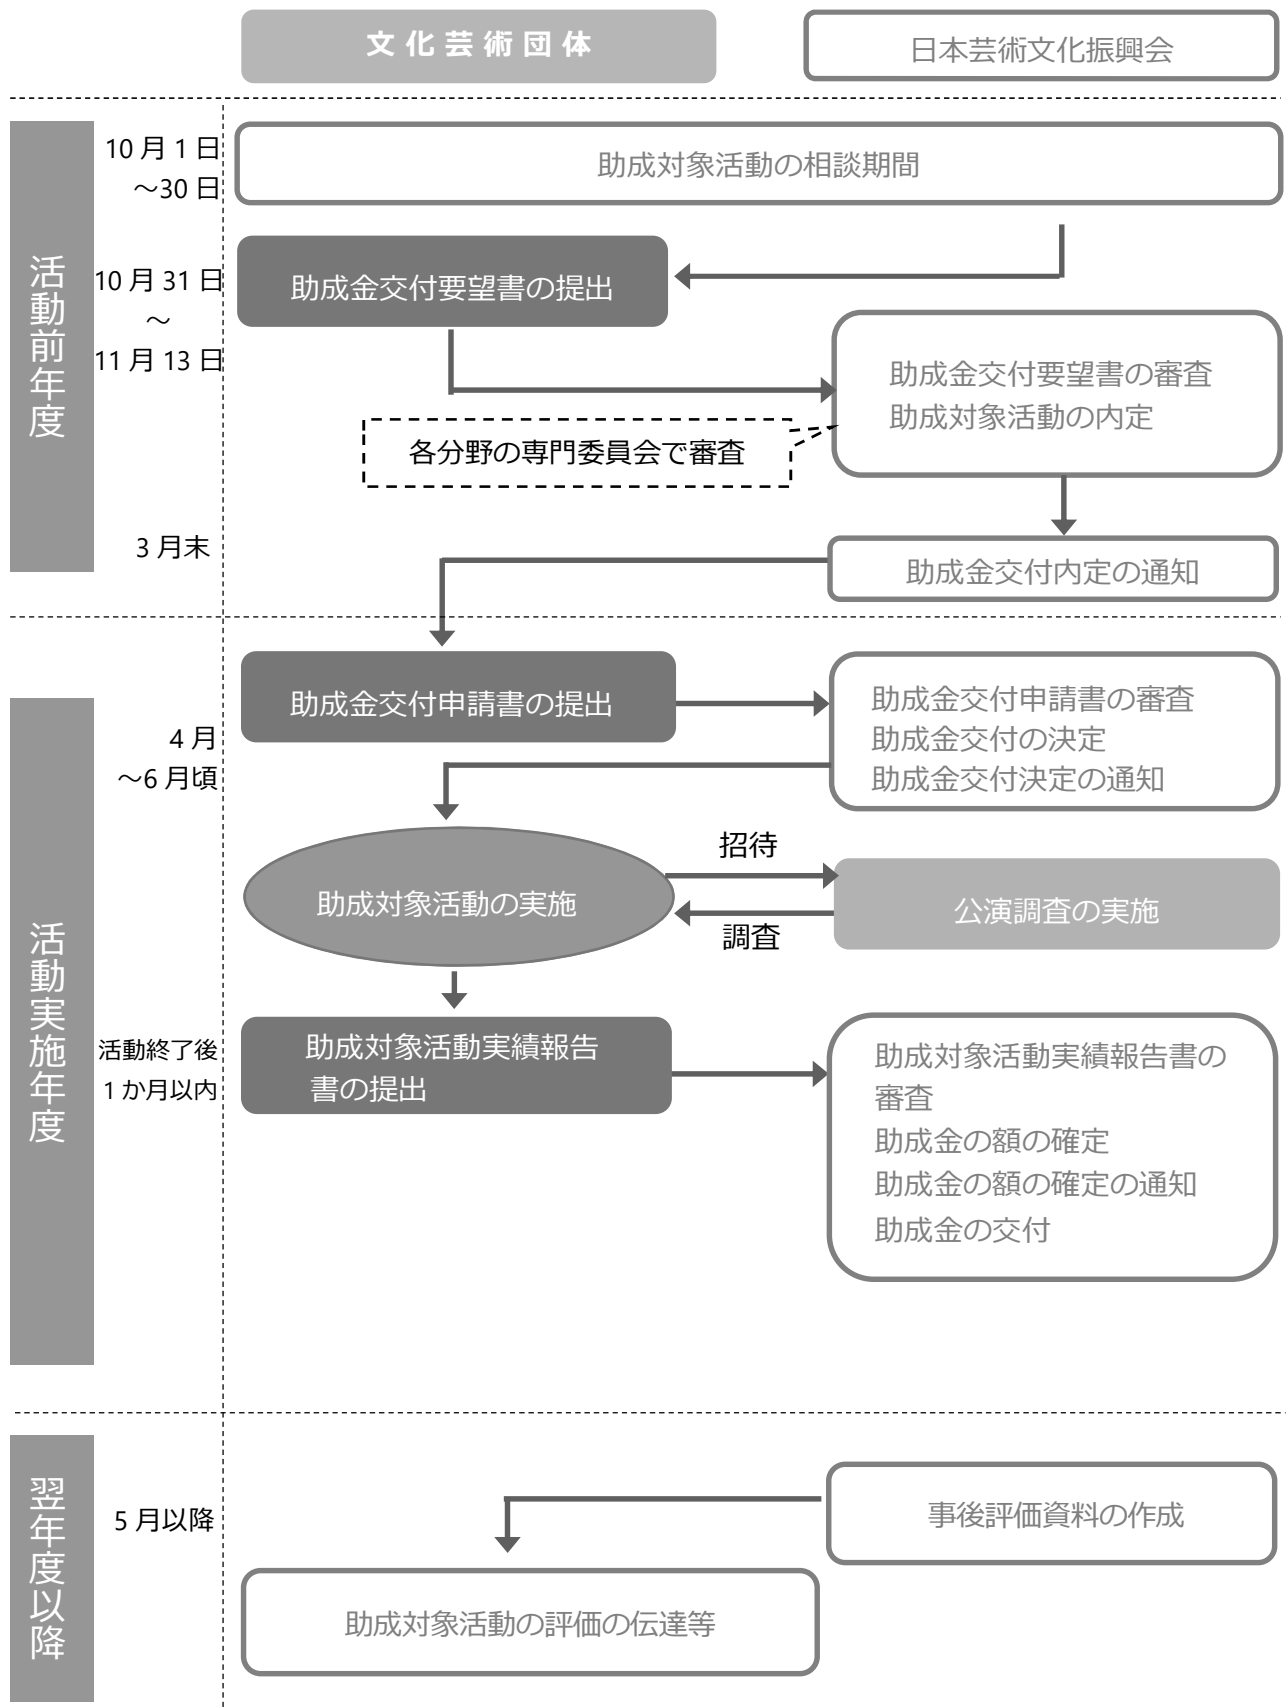 文化芸術団体
日本芸術文化振興会
活動前年度
10月1日
～30日
助成対象活動の相談期間
10月31日
～
11月13日
助成金交付要望書の提出
助成金交付要望書の審査
助成対象活動の内定
各分野の専門委員会で審査
3月末
助成金交付内定の通知
活動実施年度
4月
～6月頃
助成金交付申請書の提出
助成金交付申請書の審査
助成金交付の決定
助成金交付決定の通知
助成対象活動の実施
招待
調査
公演調査の実施
活動終了後
1か月以内
助成対象活動実績報告
書の提出
助成対象活動実績報告書の
審査
助成金の額の確定
助成金の額の確定の通知
助成金の交付
翌年度以降
5月以降
事後評価資料の作成
助成対象活動の評価の伝達等